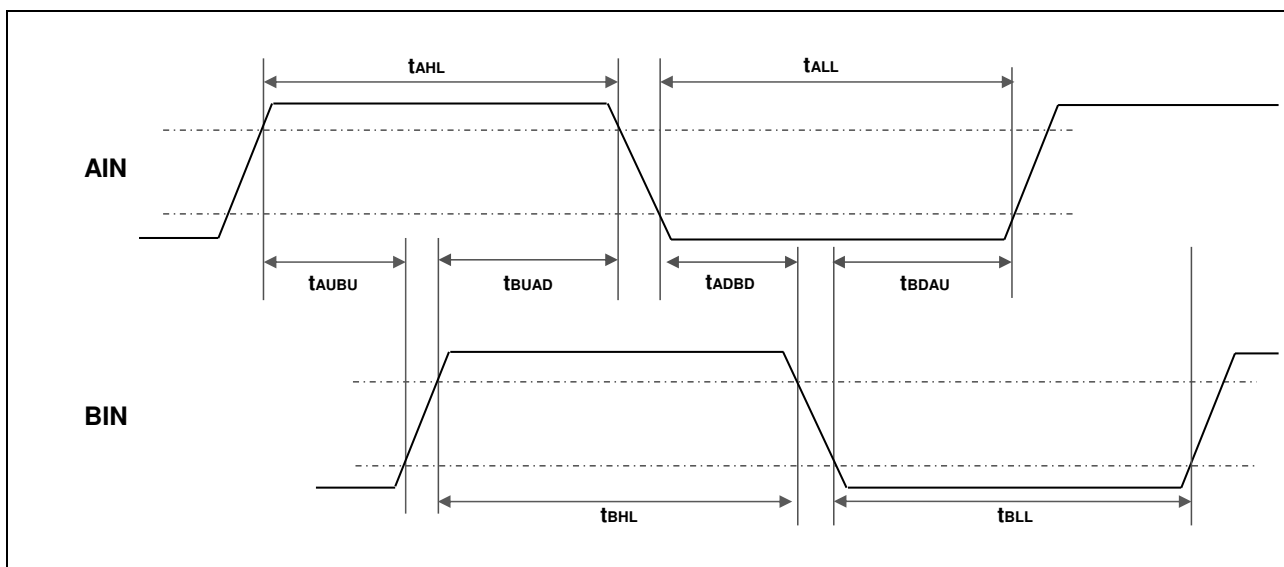 tAHL
tALL
AIN
tAUBU
tBUAD
tADBD
tBDAU
BIN
tBHL
tBLL